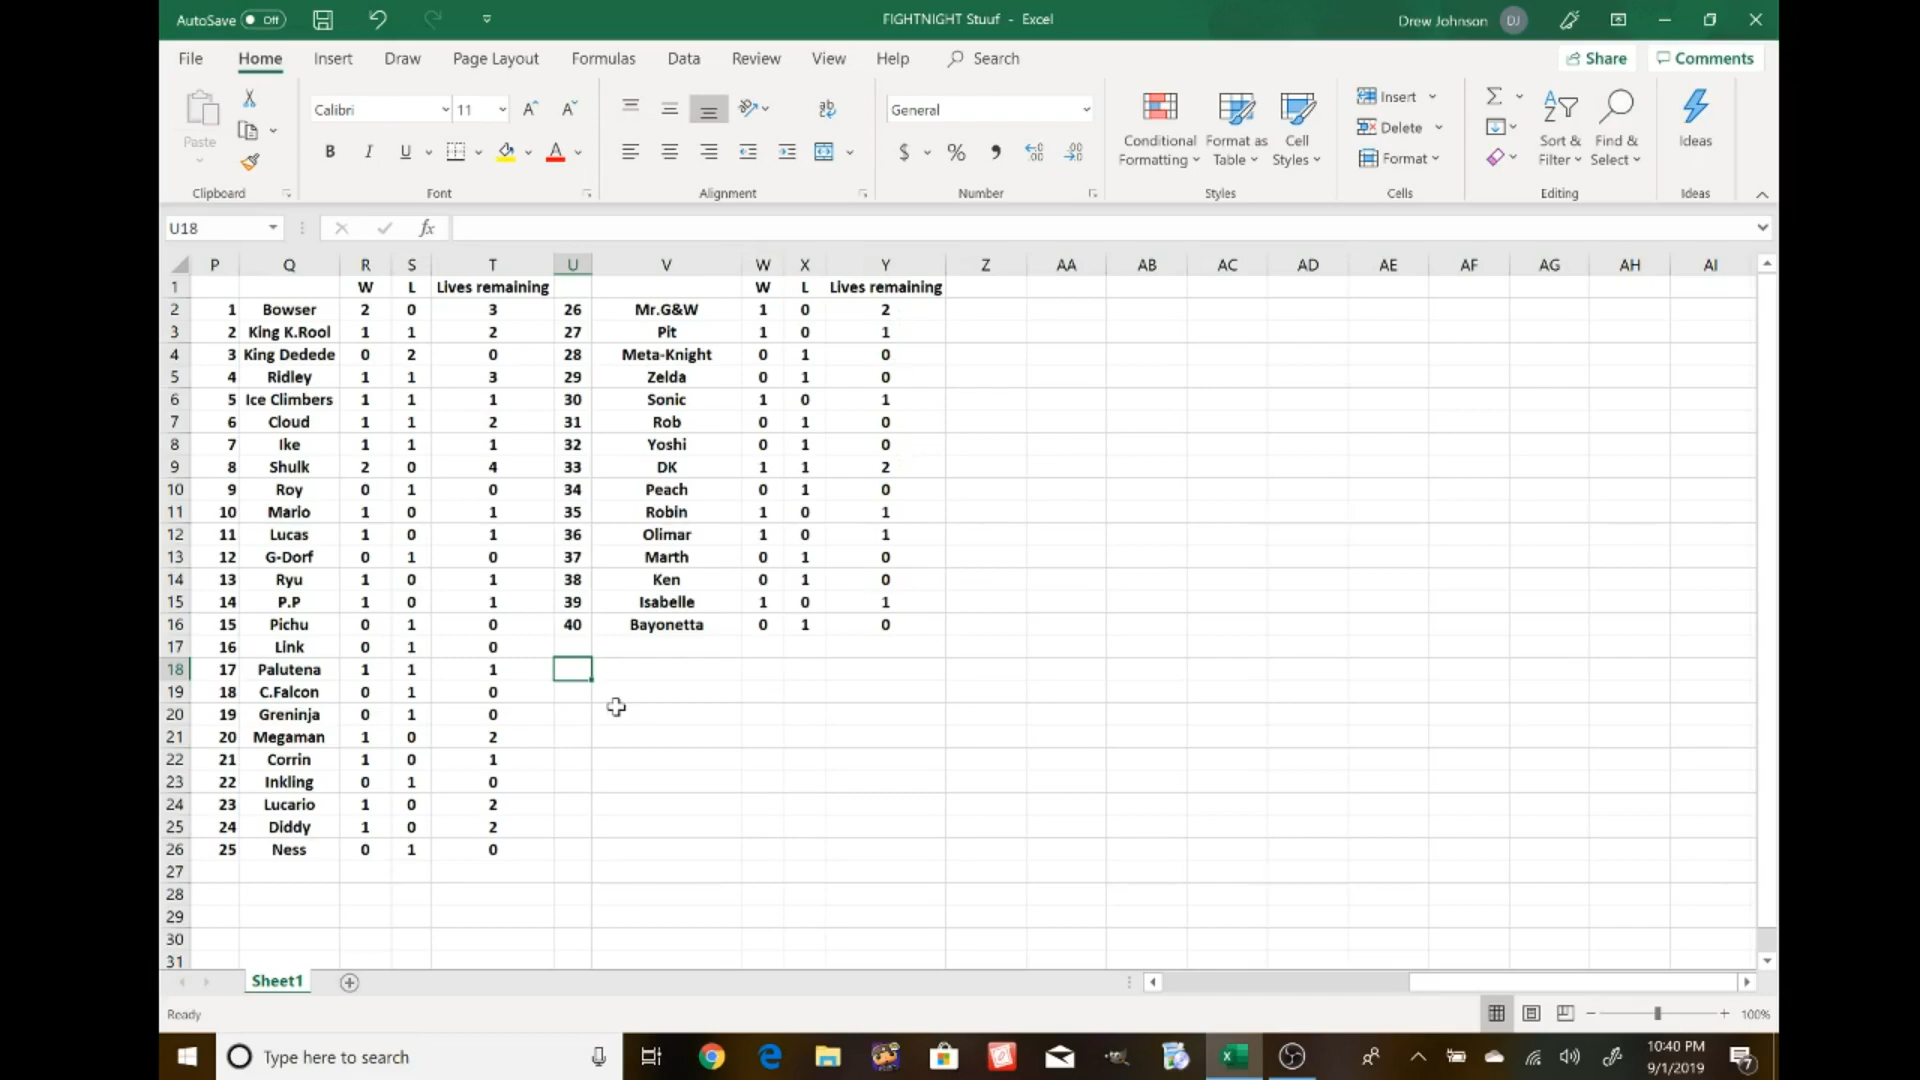 AutoSave Off FIGHTNIGHT Stuuf - Excel Drew Johnson DJ
File Home Insert Draw Page Layout Formulas Data Review View Help Search Share Comments
Paste Calibri 11 General Conditional Formatting Format as Table Cell Styles Insert Delete Format Sort & Filter Find & Select Ideas
Clipboard Font Alignment Number Styles Cells Editing Ideas
U18 fx
P Q R S T U V W X Y Z AA AB AC AD AE AF AG AH AI
1 W L Lives remaining W L Lives remaining
2 1 Bowser 2 0 3 26 Mr.G&W 1 0 2
3 2 King K.Rool 1 1 2 27 Pit 1 0 1
4 3 King Dedede 0 2 0 28 Meta-Knight 0 1 0
5 4 Ridley 1 1 3 29 Zelda 0 1 0
6 5 Ice Climbers 1 1 1 30 Sonic 1 0 1
7 6 Cloud 1 1 2 31 Rob 0 1 0
8 7 Ike 1 1 1 32 Yoshi 0 1 0
9 8 Shulk 2 0 4 33 DK 1 1 2
10 9 Roy 0 1 0 34 Peach 0 1 0
11 10 Mario 1 0 1 35 Robin 1 0 1
12 11 Lucas 1 0 1 36 Olimar 1 0 1
13 12 G-Dorf 0 1 0 37 Marth 0 1 0
14 13 Ryu 1 0 1 38 Ken 0 1 0
15 14 P.P 1 0 1 39 Isabelle 1 0 1
16 15 Pichu 0 1 0 40 Bayonetta 0 1 0
17 16 Link 0 1 0
18 17 Palutena 1 1 1
19 18 C.Falcon 0 1 0
20 19 Greninja 0 1 0
21 20 Megaman 1 0 2
22 21 Corrin 1 0 1
23 22 Inkling 0 1 0
24 23 Lucario 1 0 2
25 24 Diddy 1 0 2
26 25 Ness 0 1 0
27
28
29
30
31
Sheet1
Ready 100%
Type here to search 10:40 PM
9/1/2019 7